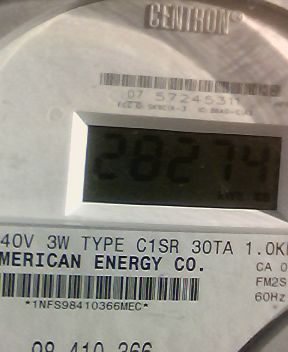 CENTRON®
07 57245311
28274
40V 3W TYPE C1SR 30TA 1.0K
MERICAN ENERGY CO.
CA 0
FM2S
60Hz
*1NFS98410366MEC*
98 410 366